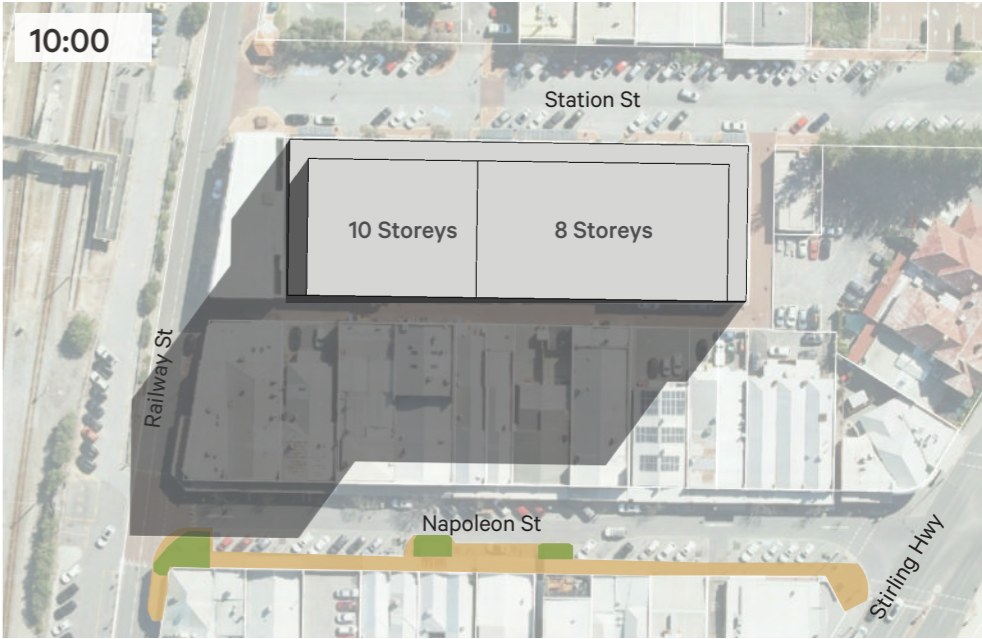 10:00
Station St
10 Storeys
8 Storeys
Railway St
Napoleon St
Stirling Hwy